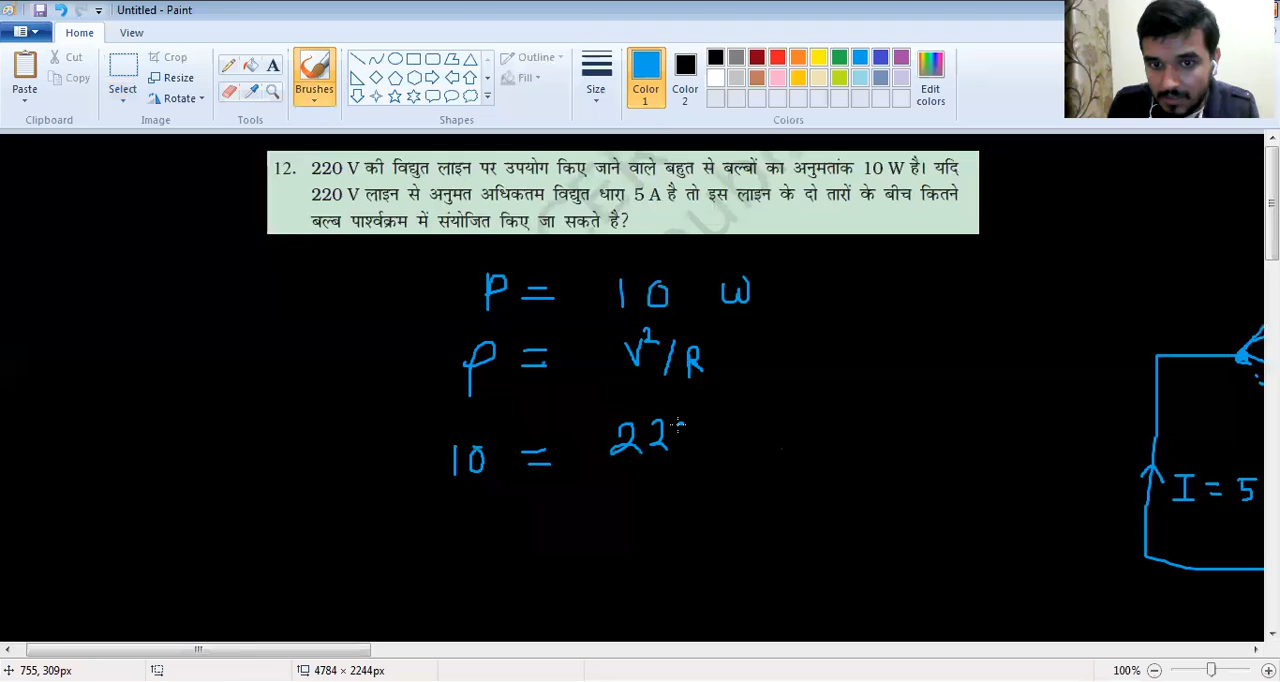 Untitled - Paint
Home View
Paste
Cut
Copy
Clipboard
Select
Crop
Resize
Rotate
Image
A
Tools
Brushes
Shapes
Outline
Fill
Size
Color 1
Color 2
Edit colors
Colors
12. 220 V की विद्युत लाइन पर उपयोग किए जाने वाले बहुत से बल्बों का अनुमतांक 10 W है। यदि
220 V लाइन से अनुमत अधिकतम विद्युत धारा 5 A है तो इस लाइन के दो तारों के बीच कितने
बल्ब पार्श्वक्रम में संयोजित किए जा सकते है?
P = 10 W
P = V²/R
10 = 22
I = 5
755, 309px
4784 × 2244px
100%